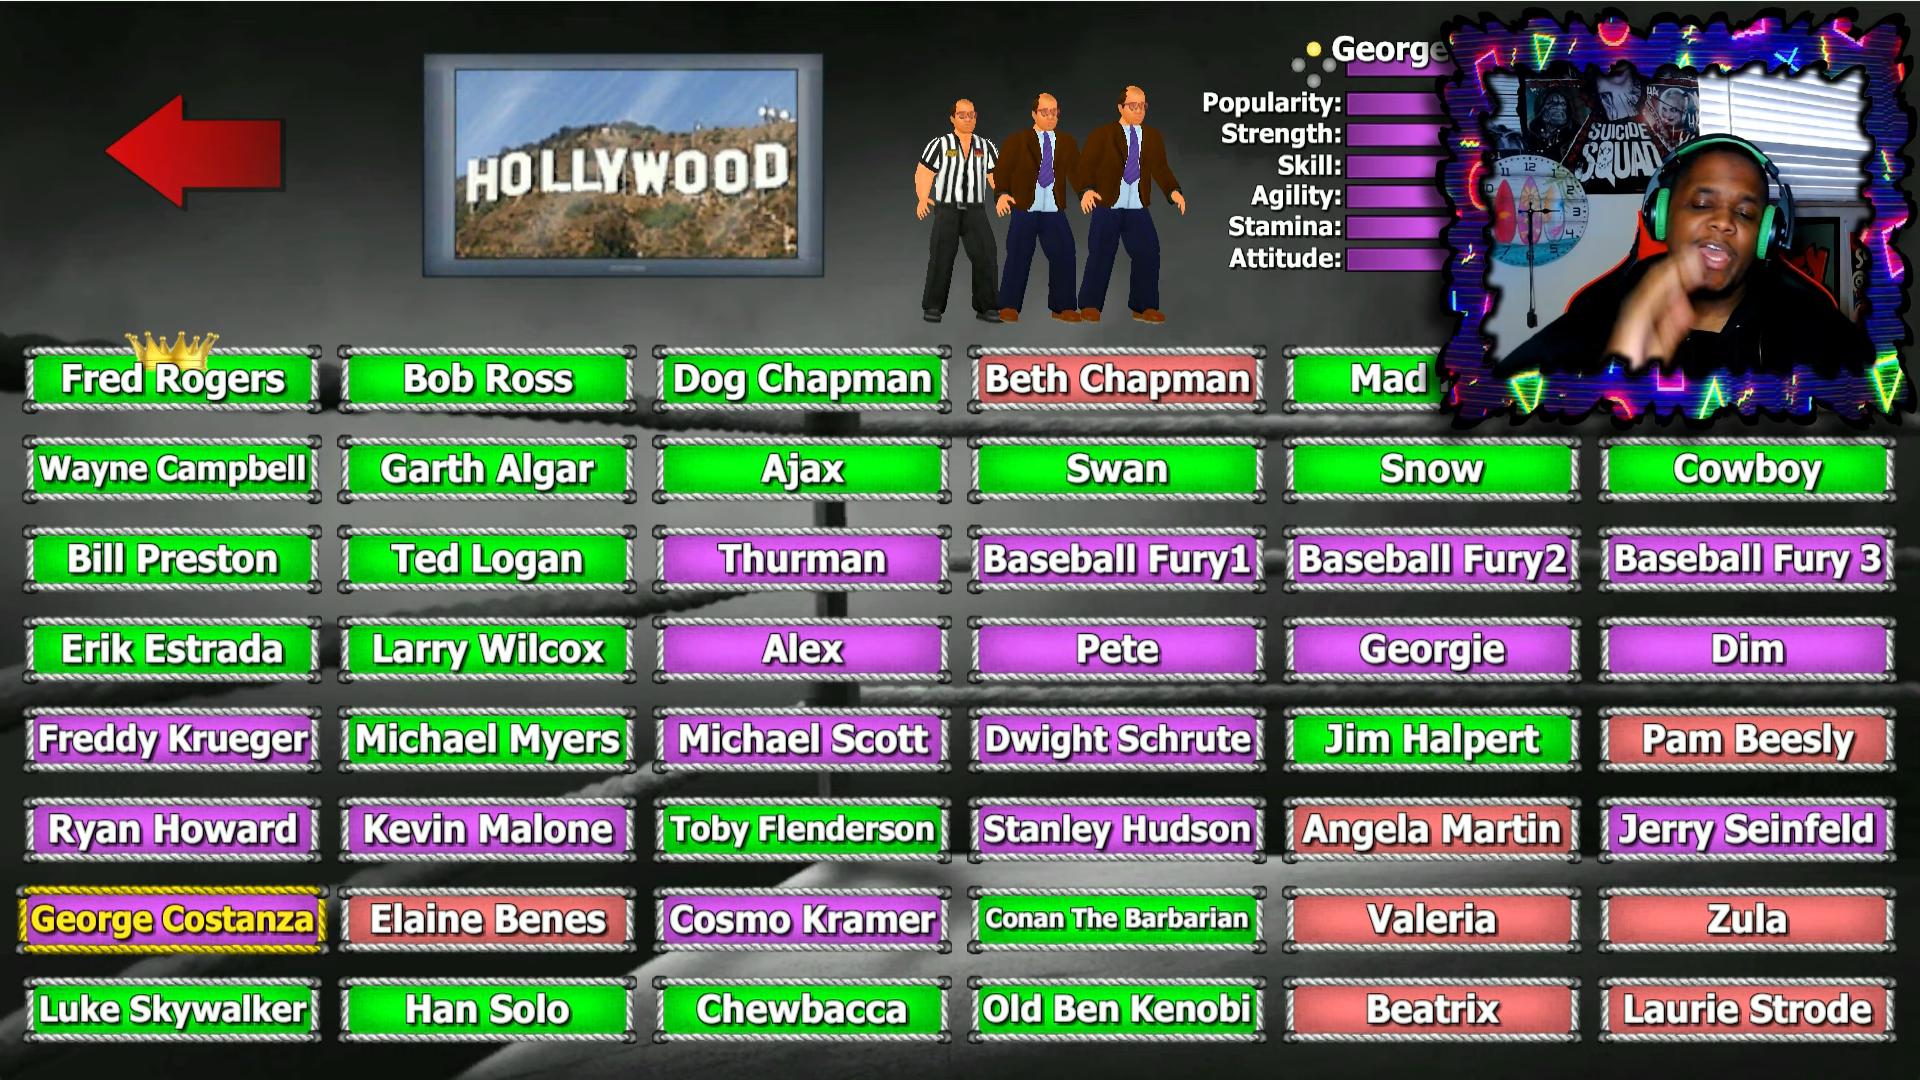 HOLLYWOOD
George
Popularity:
Strength:
Skill:
Agility:
Stamina:
Attitude:
SUICIDE
SQUAD
Fred Rogers
Bob Ross
Dog Chapman
Beth Chapman
Mad
Wayne Campbell
Garth Algar
Ajax
Swan
Snow
Cowboy
Bill Preston
Ted Logan
Thurman
Baseball Fury1
Baseball Fury2
Baseball Fury 3
Erik Estrada
Larry Wilcox
Alex
Pete
Georgie
Dim
Freddy Krueger
Michael Myers
Michael Scott
Dwight Schrute
Jim Halpert
Pam Beesly
Ryan Howard
Kevin Malone
Toby Flenderson
Stanley Hudson
Angela Martin
Jerry Seinfeld
George Costanza
Elaine Benes
Cosmo Kramer
Conan The Barbarian
Valeria
Zula
Luke Skywalker
Han Solo
Chewbacca
Old Ben Kenobi
Beatrix
Laurie Strode